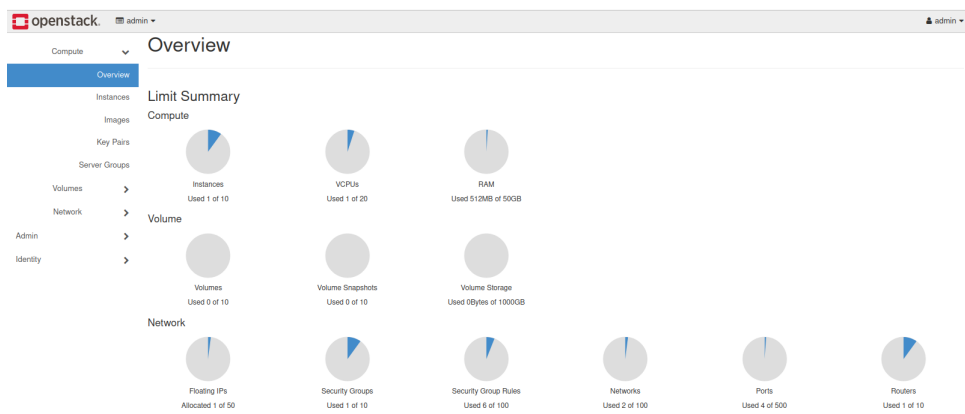 openstack. admin admin
Compute
Overview
Instances
Images
Key Pairs
Server Groups
Volumes
Network
Admin
Identity
Overview
Limit Summary
Compute
Instances VCPUs RAM
Used 1 of 10 Used 1 of 20 Used 512MB of 50GB
Volume
Volumes Volume Snapshots Volume Storage
Used 0 of 10 Used 0 of 10 Used 0Bytes of 1000GB
Network
Floating IPs Security Groups Security Group Rules Networks Ports Routers
Allocated 1 of 50 Used 1 of 10 Used 6 of 100 Used 2 of 100 Used 4 of 500 Used 1 of 10